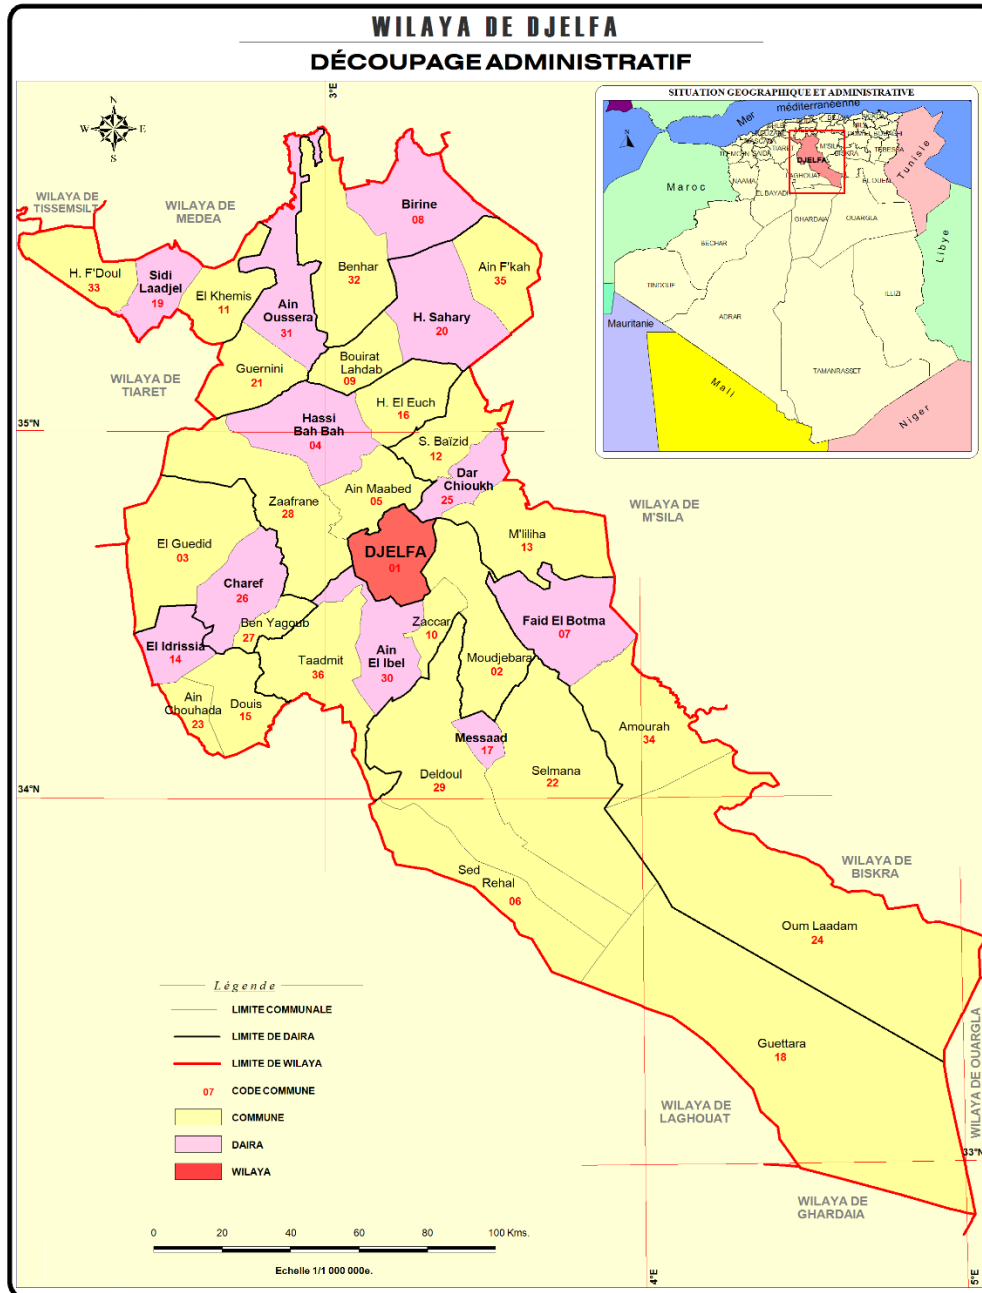 WILAYA DE DJELFA
DÉCOUPAGE ADMINISTRATIF
3°E
SITUATION GEOGRAPHIQUE ET ADMINISTRATIVE
Mer méditerranéenne
N
TIARET
M'SILA
BISKRA
TEBESSA
TLEMCEN
SAIDA
DJELFA
LAGHOUAT
NAAMA
EL BAYADH
EL OUED
Maroc
Tunisie
GHARDAIA
OUARGLA
BECHAR
Libye
TINDOUF
ILLIZI
ADRAR
Mauritanie
TAMANRASSET
Mali
Niger
N
W
E
S
WILAYA DE
TISSEMSILT
WILAYA DE
MEDEA
Birine
08
H. F'Doul
33
Sidi
Laadjel
19
El Khemis
11
Benhar
32
Ain F'kah
35
Ain
Oussera
31
H. Sahary
20
Guernini
21
Bouirat
Lahdab
09
WILAYA DE
TIARET
H. El Euch
16
35°N
Hassi
Bah Bah
04
S. Baïzid
12
Dar
Chioukh
25
Ain Maabed
05
Zaafrane
28
WILAYA DE
M'SILA
El Guedid
03
M'liliha
13
DJELFA
01
Charef
26
Ben Yagoub
27
Zaccar
10
Faid El Botma
07
El Idrissia
14
Taadmit
36
Ain
El Ibel
30
Moudjebara
02
Ain
Chouhada
23
Douis
15
Amourah
34
Messaad
17
Deldoul
29
Selmana
22
34°N
WILAYA DE
BISKRA
Sed
Rehal
06
Oum Laadam
24
Légende
LIMITE COMMUNALE
LIMITE DE DAIRA
LIMITE DE WILAYA
07 CODE COMMUNE
COMMUNE
DAIRA
WILAYA
Guettara
18
WILAYA DE OUARGLA
WILAYA DE
LAGHOUAT
33°N
WILAYA DE
GHARDAIA
0 20 40 60 80 100 Kms.
Echelle 1/1 000 000e.
4°E
5°E